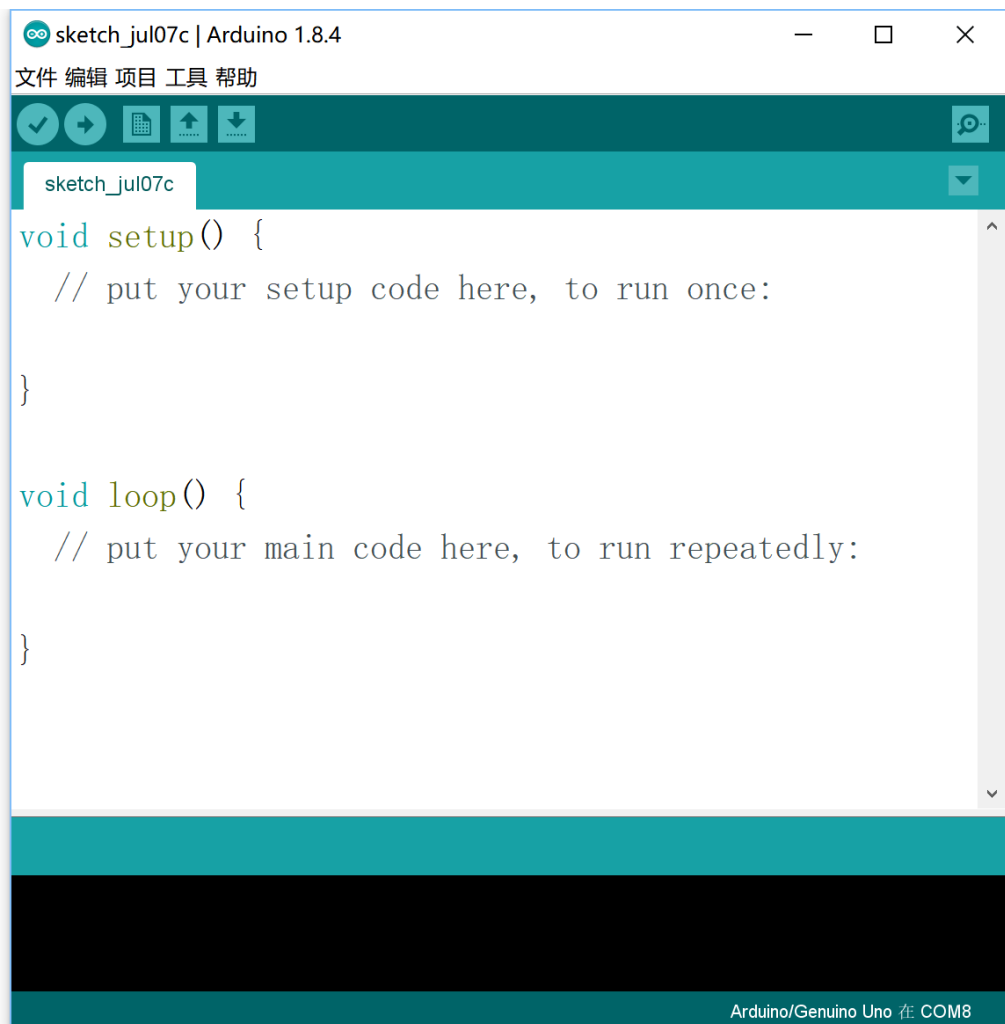 sketch_jul07c | Arduino 1.8.4
文件 编辑 项目 工具 帮助
sketch_jul07c
void setup() {
  // put your setup code here, to run once:
}
void loop() {
  // put your main code here, to run repeatedly:
}
Arduino/Genuino Uno 在 COM8